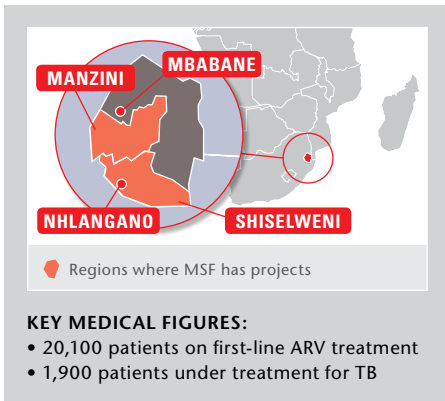 MBABANE
MANZINI
NHLANGANO
SHISELWENI
Regions where MSF has projects
KEY MEDICAL FIGURES:
• 20,100 patients on first-line ARV treatment
• 1,900 patients under treatment for TB